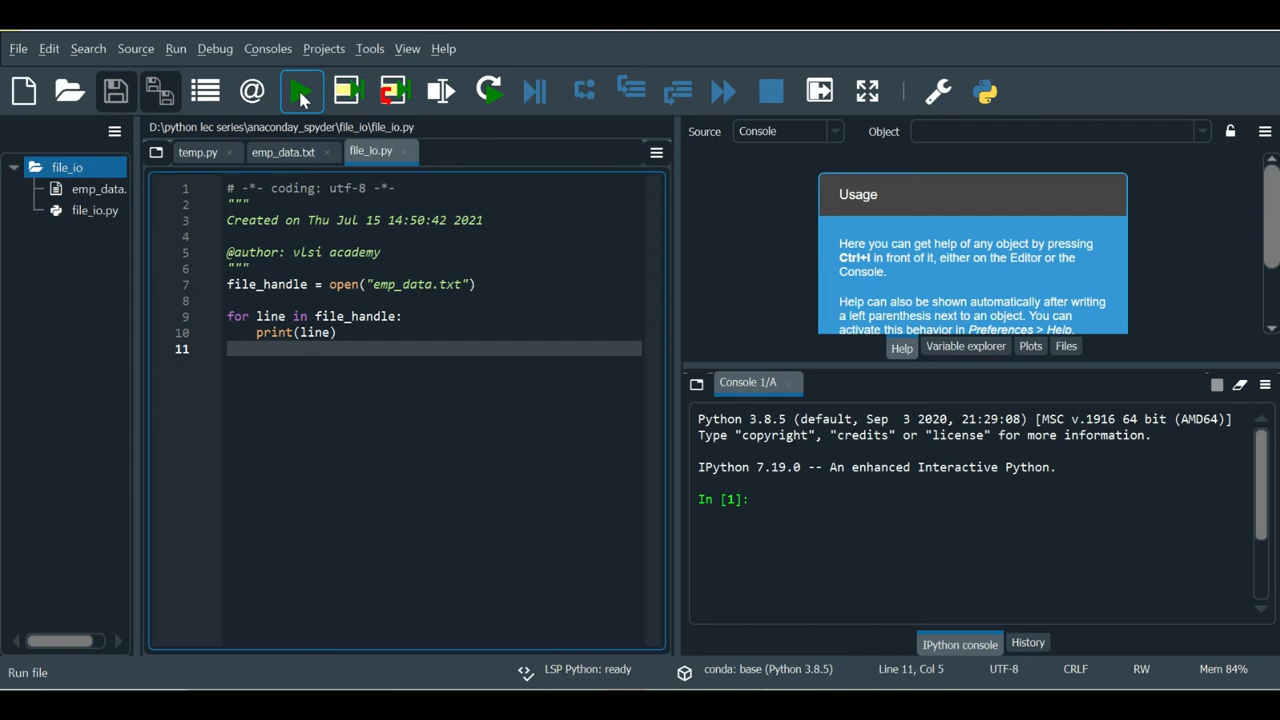 File Edit Search Source Run Debug Consoles Projects Tools View Help
D:\python lec series\anaconday_spyder\file_io\file_io.py
temp.py emp_data.txt file_io.py
file_io
emp_data.
file_io.py
1 # -*- coding: utf-8 -*-
2 """
3 Created on Thu Jul 15 14:50:42 2021
4
5 @author: vlsi academy
6 """
7 file_handle = open("emp_data.txt")
8
9 for line in file_handle:
10     print(line)
11
Source Console Object
Usage
Here you can get help of any object by pressing
Ctrl+I in front of it, either on the Editor or the
Console.
Help can also be shown automatically after writing
a left parenthesis next to an object. You can
activate this behavior in Preferences > Help.
Help Variable explorer Plots Files
Console 1/A
Python 3.8.5 (default, Sep  3 2020, 21:29:08) [MSC v.1916 64 bit (AMD64)]
Type "copyright", "credits" or "license" for more information.
IPython 7.19.0 -- An enhanced Interactive Python.
In [1]:
IPython console History
Run file LSP Python: ready conda: base (Python 3.8.5) Line 11, Col 5 UTF-8 CRLF RW Mem 84%